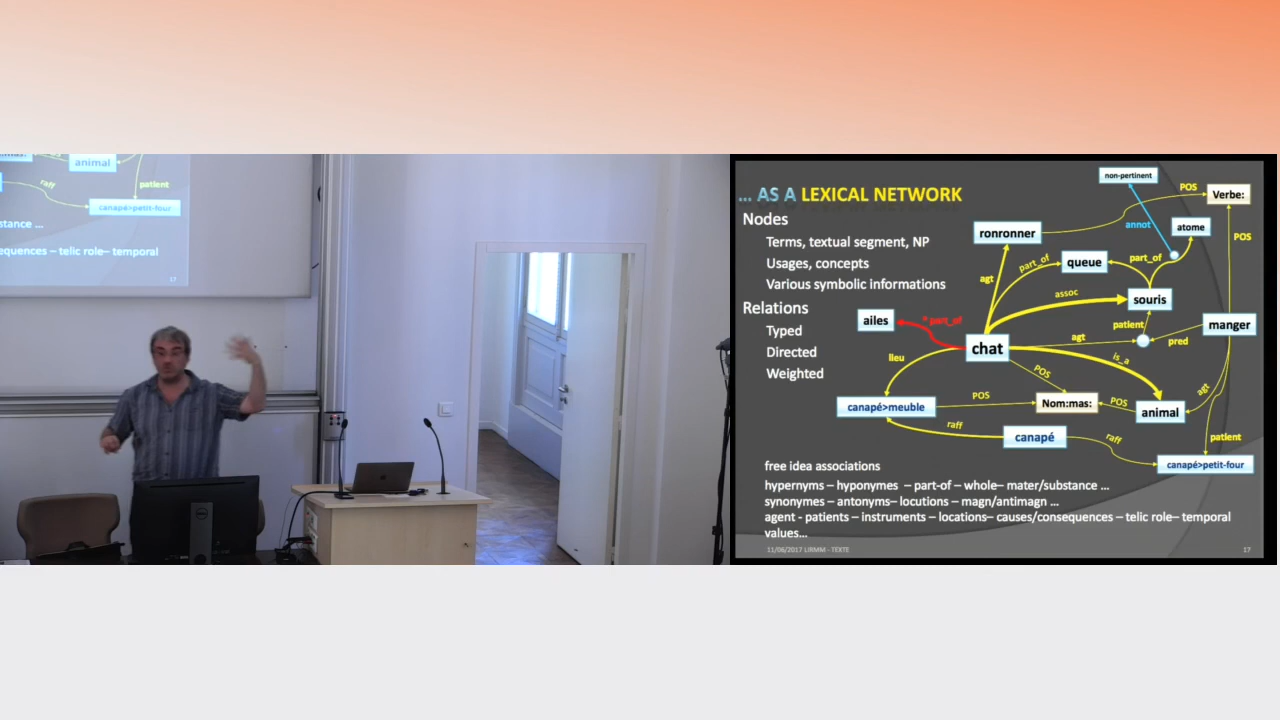 animal
raff
patient
canapé>petit-four
stance ...
equences – telic role– temporal
17
DELL
... AS A LEXICAL NETWORK
Nodes
Terms, textual segment, NP
Usages, concepts
Various symbolic informations
Relations
Typed
Directed
Weighted
non-pertinent
POS
Verbe:
annot
atome
POS
ronronner
part_of
queue
part_of
agt
assoc
souris
ailes
* part_of
patient
manger
chat
agt
pred
lieu
is_a
POS
agt
canapé>meuble
POS
Nom:mas:
POS
animal
raff
canapé
raff
patient
canapé>petit-four
free idea associations
hypernyms – hyponymes – part-of – whole– mater/substance ...
synonymes – antonyms– locutions – magn/antimagn ...
agent - patients – instruments – locations– causes/consequences – telic role– temporal
values...
11/06/2017 LIRMM - TEXTE
17